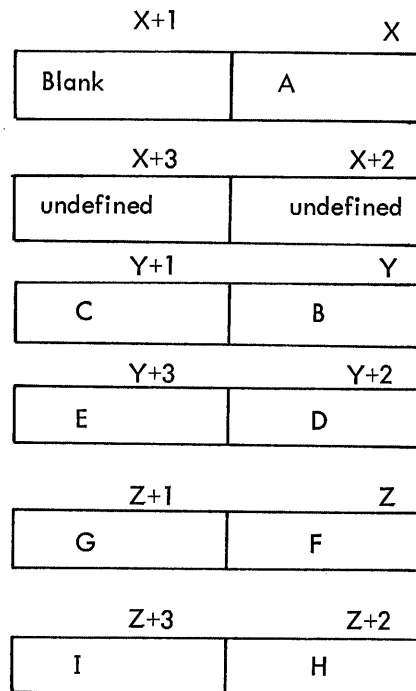 X+1 X
Blank A
X+3 X+2
undefined undefined
Y+1 Y
C B
Y+3 Y+2
E D
Z+1 Z
G F
Z+3 Z+2
I H